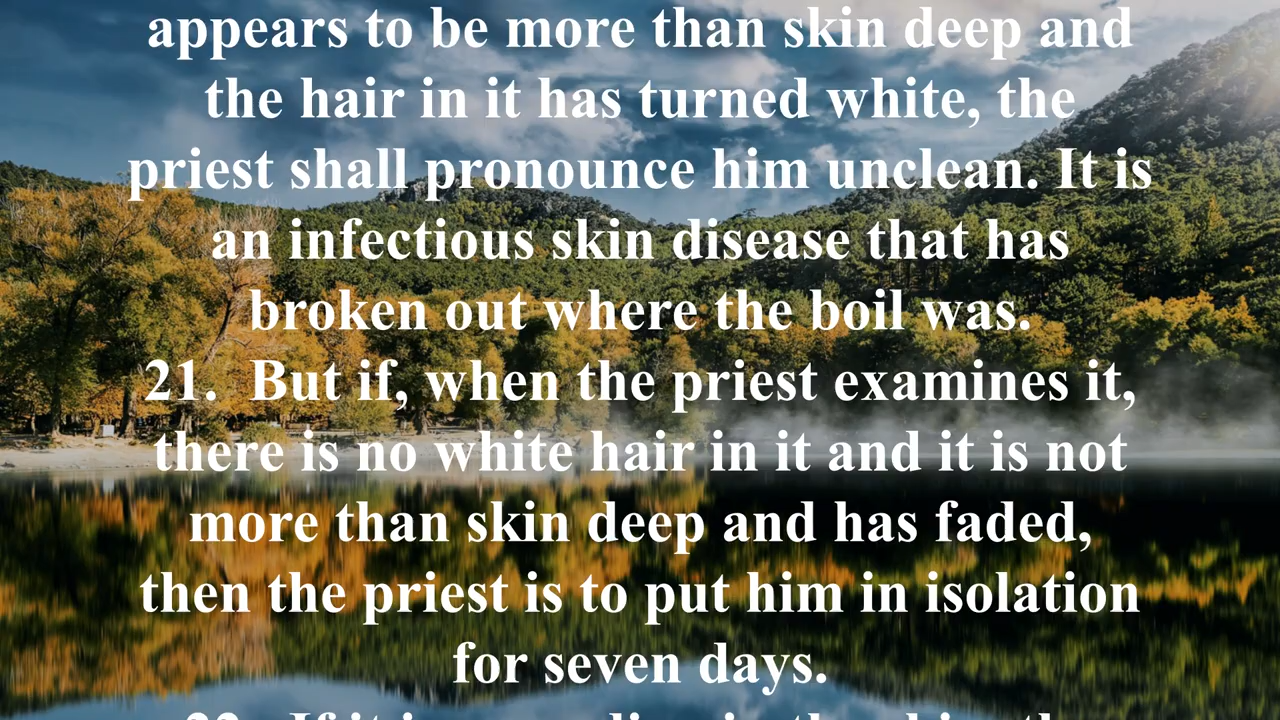 appears to be more than skin deep and
the hair in it has turned white, the
priest shall pronounce him unclean. It is
an infectious skin disease that has
broken out where the boil was.
21.  But if, when the priest examines it,
there is no white hair in it and it is not
more than skin deep and has faded,
then the priest is to put him in isolation
for seven days.